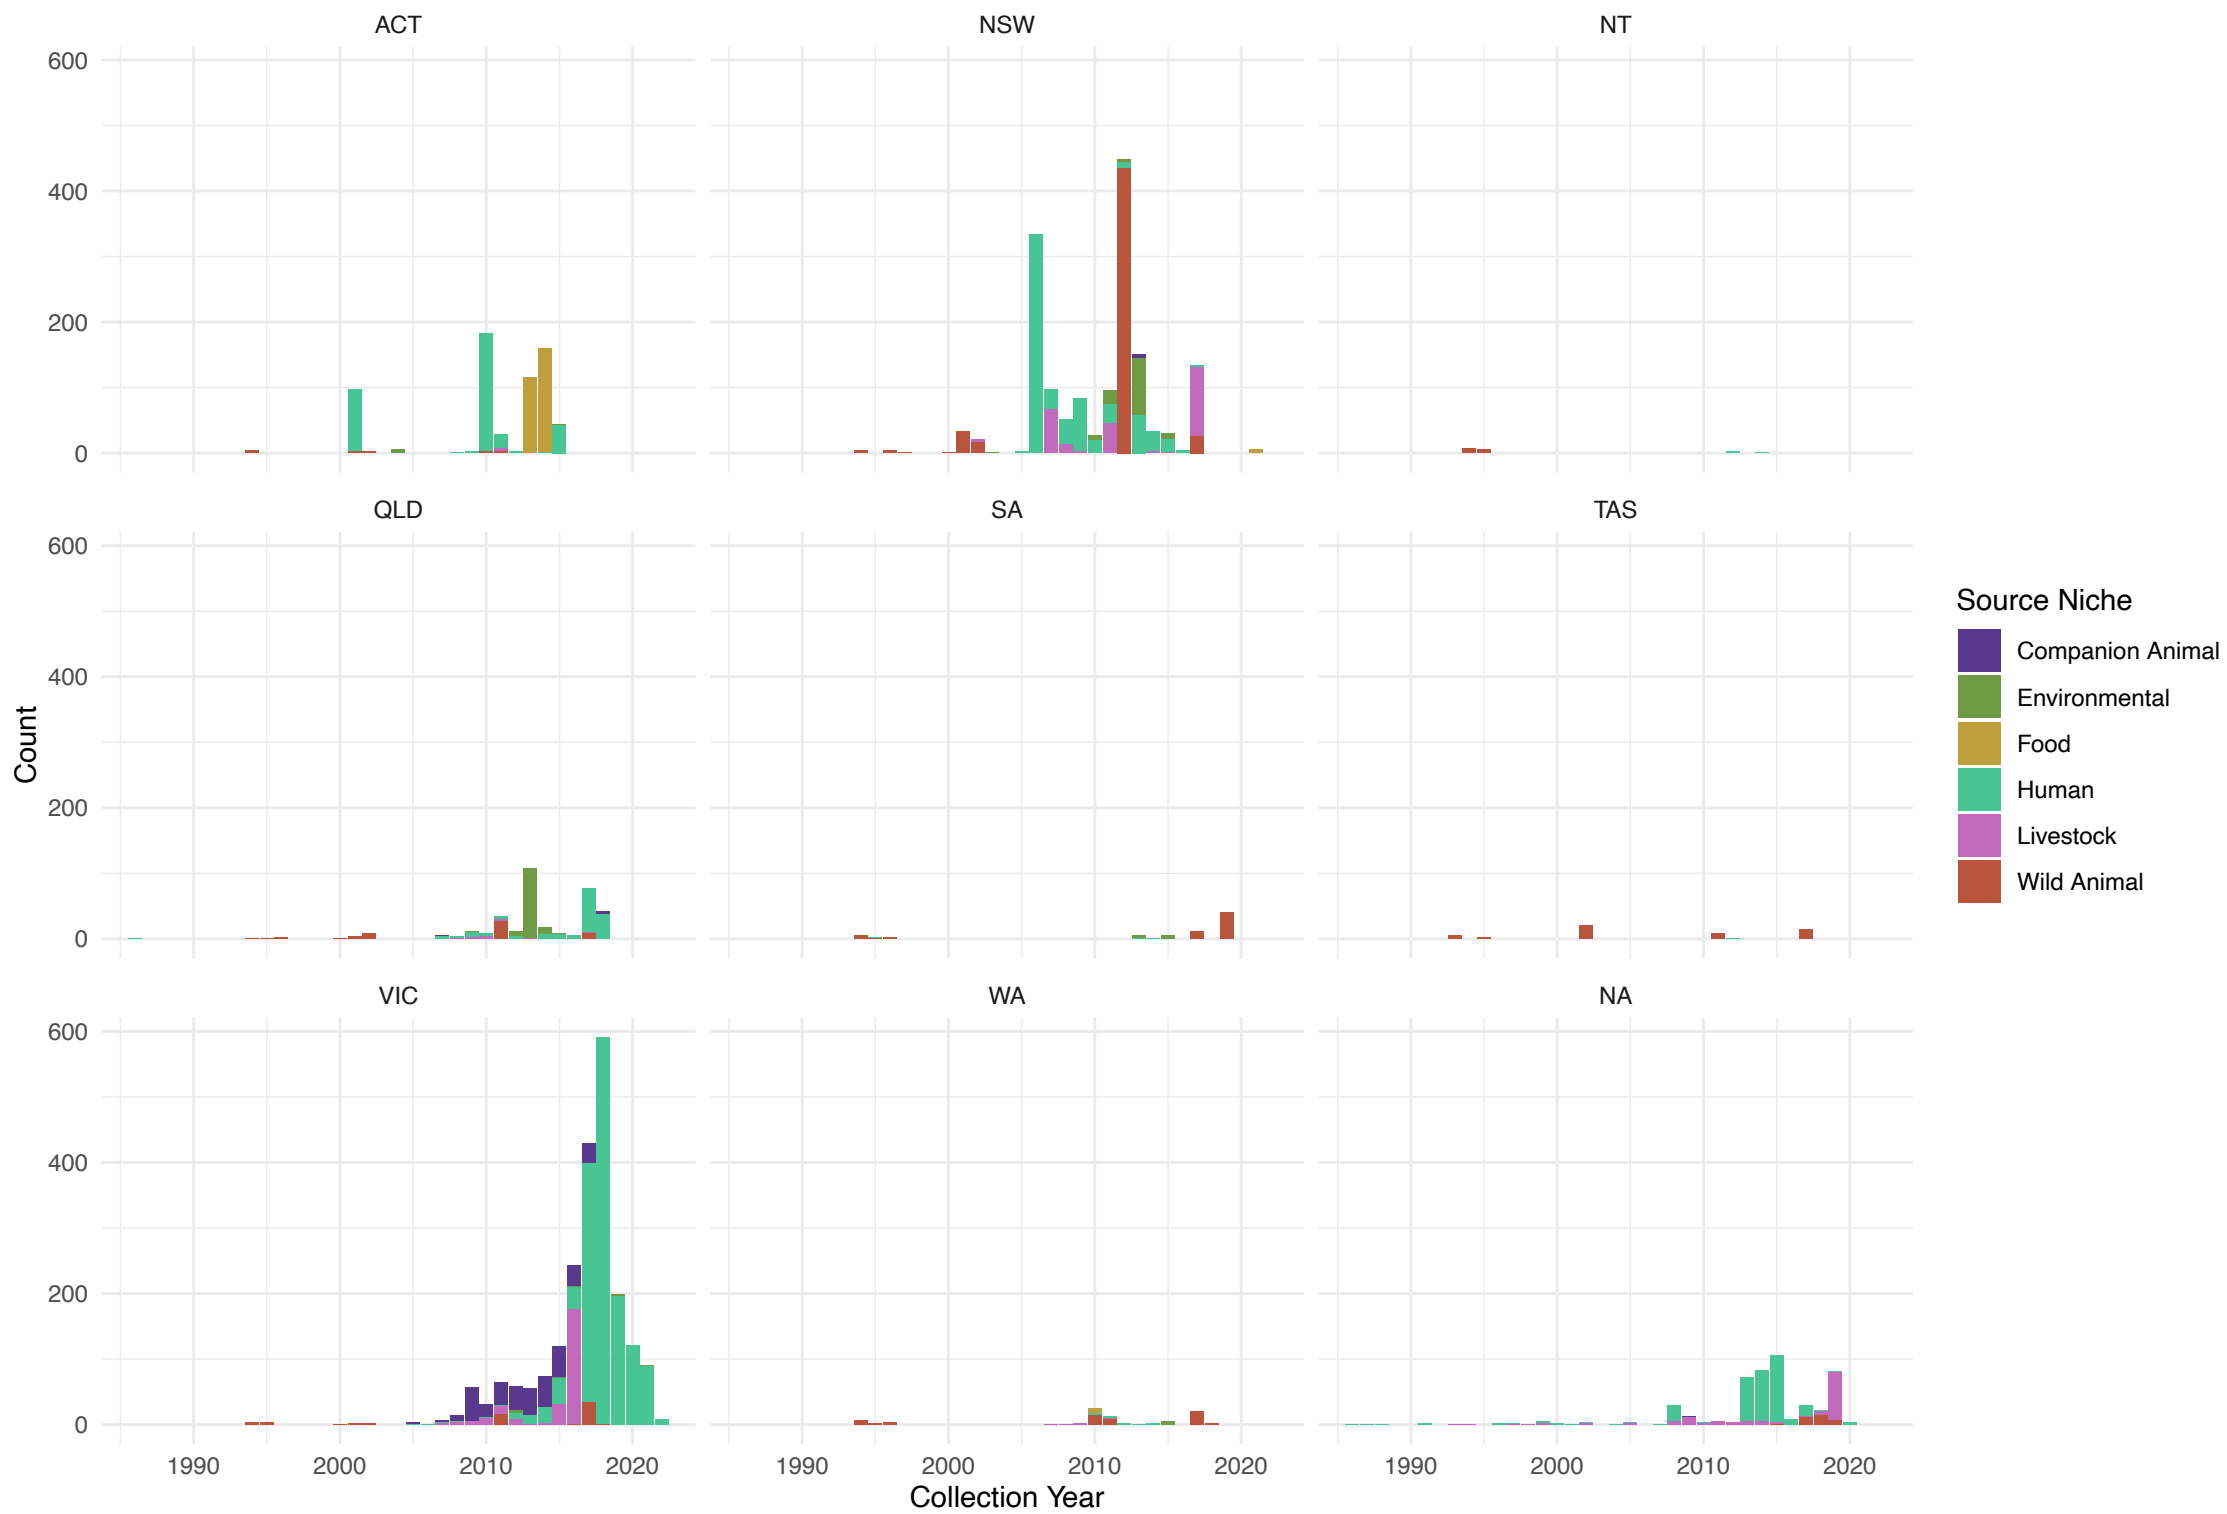 ACT NSW NT
600
400
200
0
QLD SA TAS
600
400
200
0
VIC WA NA
600
400
200
0
1990 2000 2010 2020 1990 2000 2010 2020 1990 2000 2010 2020
Collection Year
Count
Source Niche
Companion Animal
Environmental
Food
Human
Livestock
Wild Animal